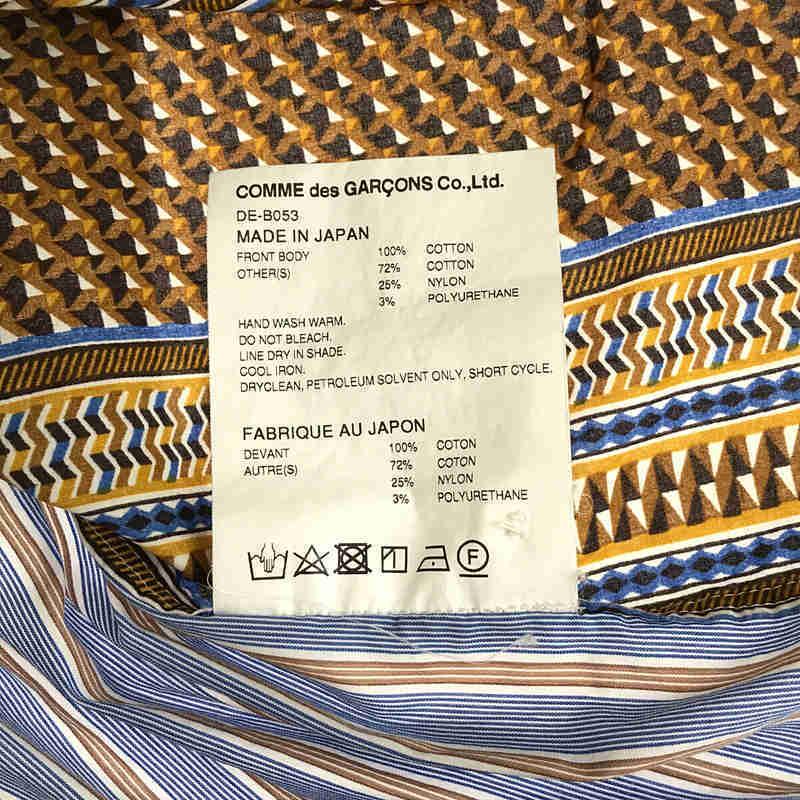 COMME des GARÇONS Co.,Ltd.
DE-B053
MADE IN JAPAN
FRONT BODY 100% COTTON
OTHER(S) 72% COTTON
25% NYLON
3% POLYURETHANE
HAND WASH WARM.
DO NOT BLEACH.
LINE DRY IN SHADE.
COOL IRON.
DRYCLEAN, PETROLEUM SOLVENT ONLY, SHORT CYCLE.
FABRIQUE AU JAPON
DEVANT 100% COTON
AUTRE(S) 72% COTON
25% NYLON
3% POLYURETHANE
F